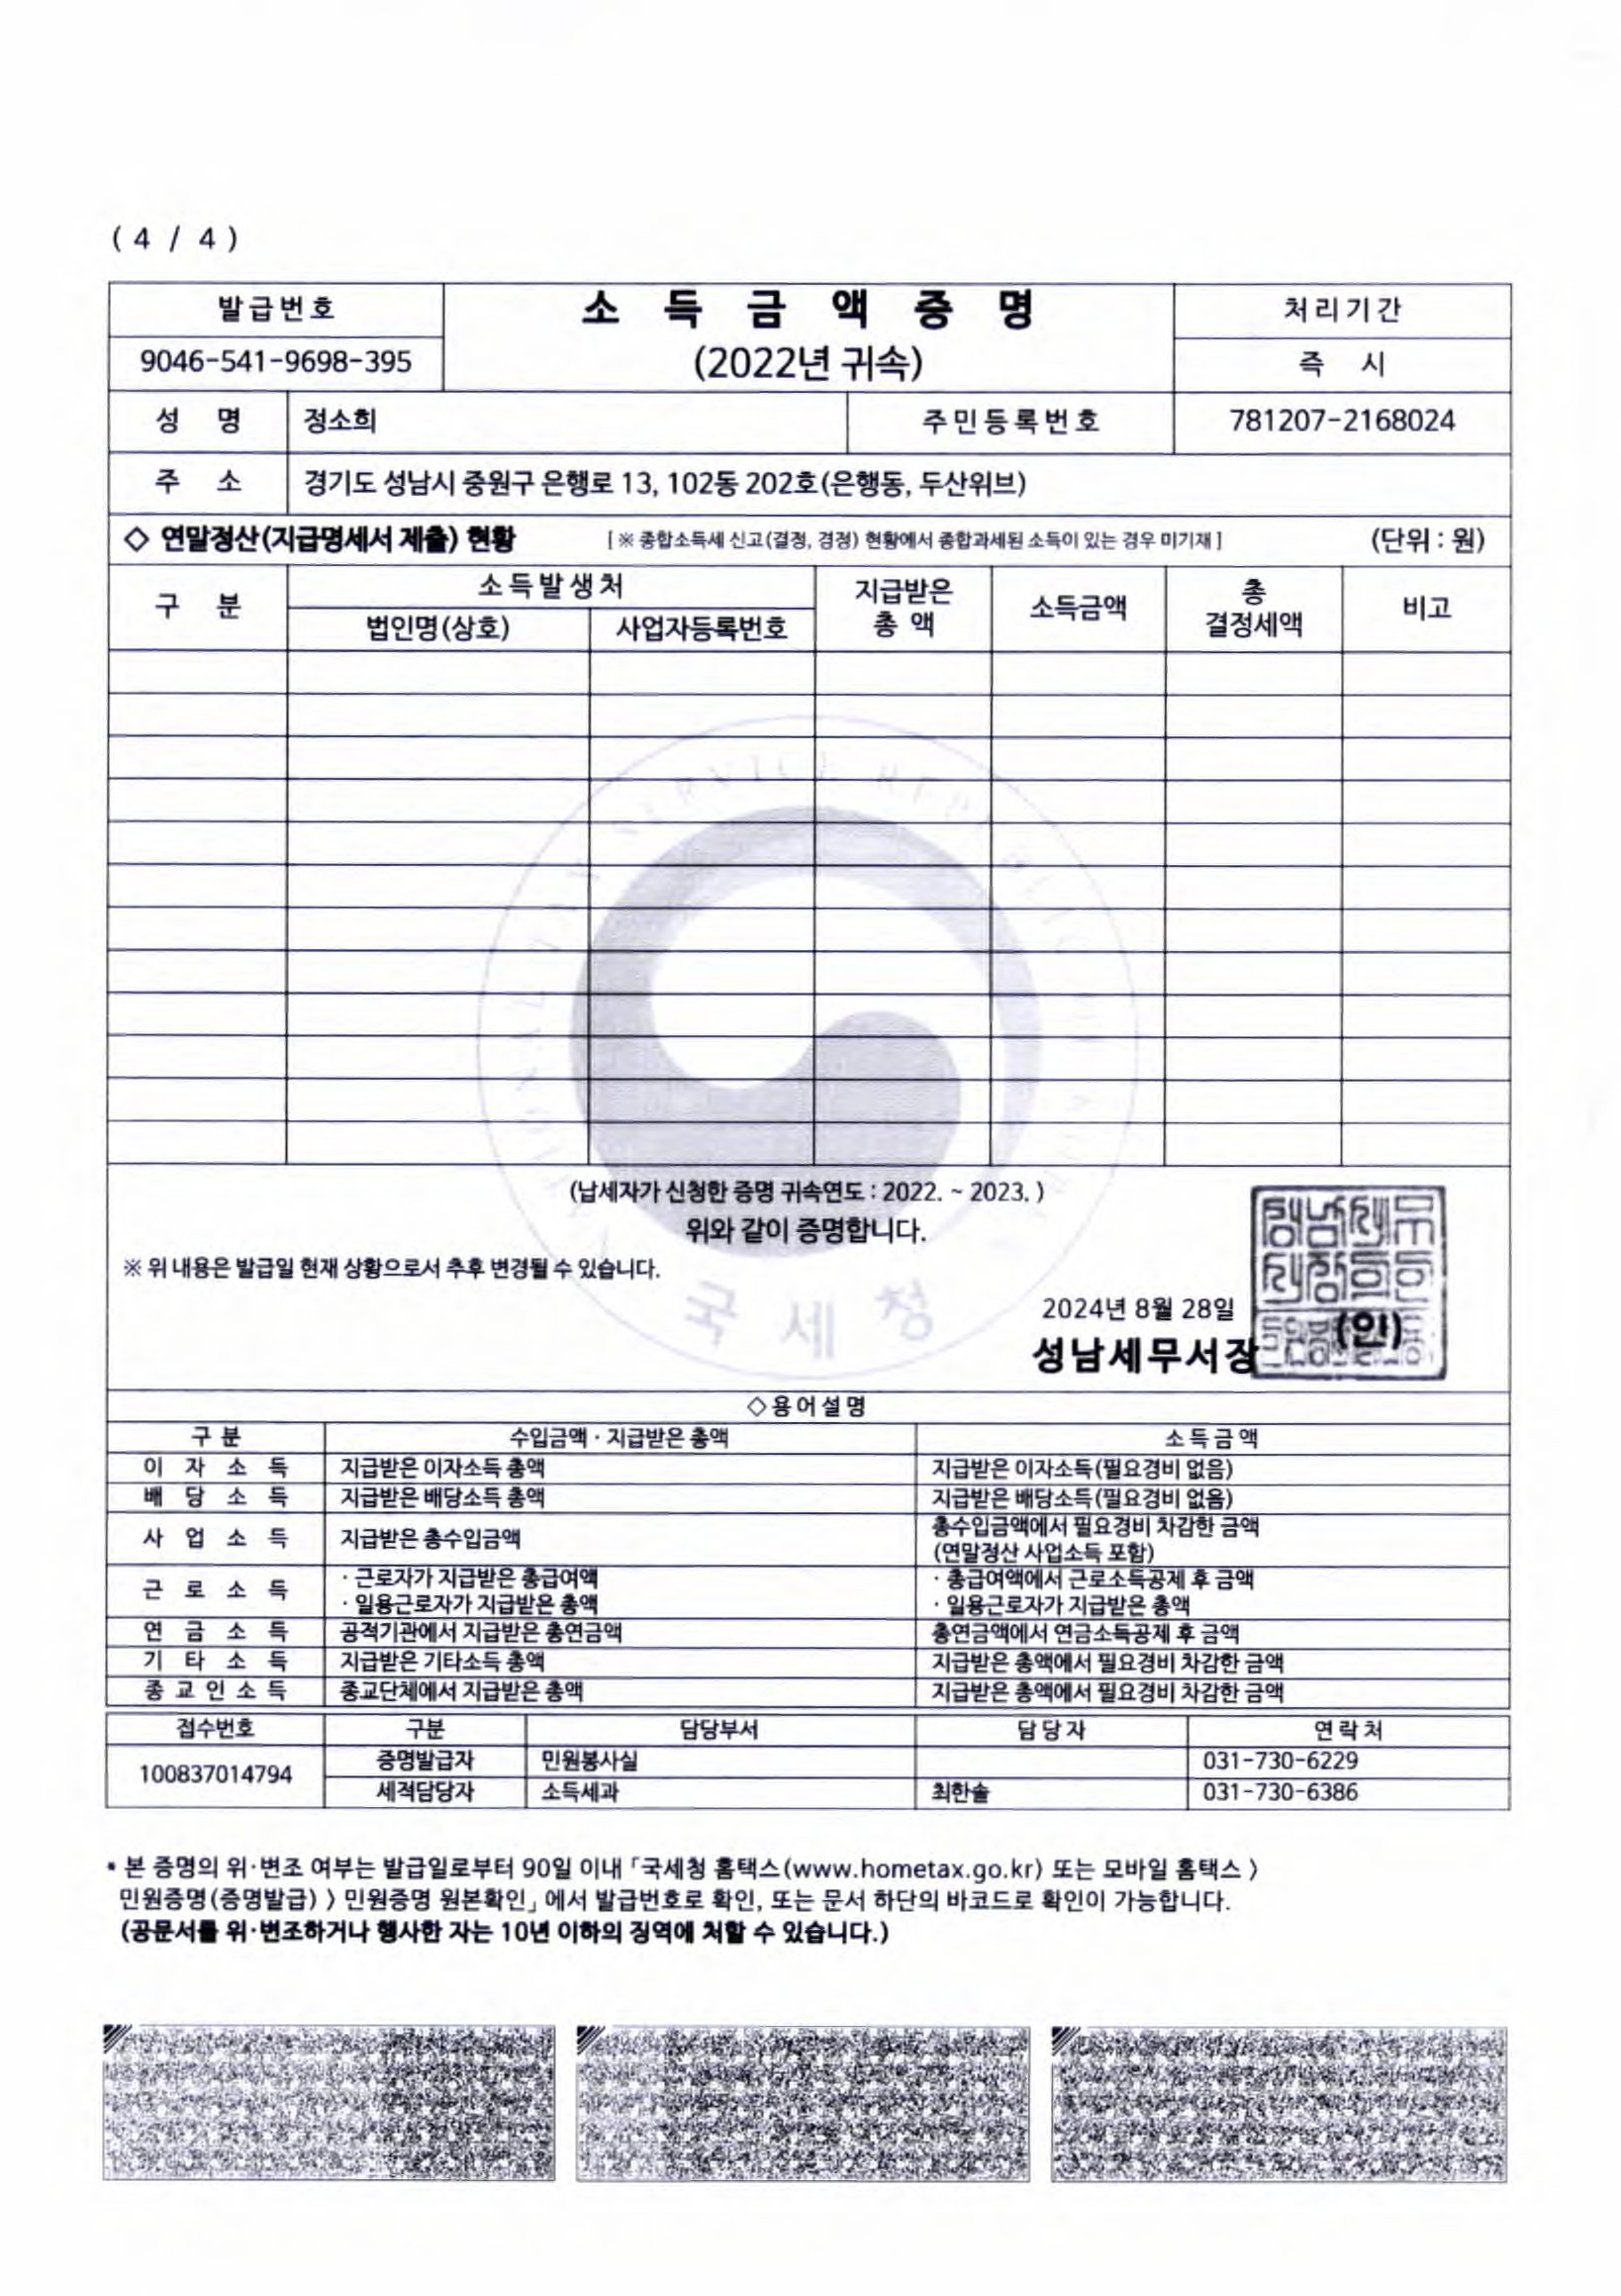 ( 4 / 4 )
발급번호
소 득 금 액 증 명
처리기간
9046-541-9698-395
(2022년 귀속)
즉 시
성 명 정소희 주민등록번호 781207-2168024
주 소 경기도 성남시 중원구 은행로 13, 102동 202호(은행동, 두산위브)
◇ 연말정산(지급명세서 제출) 현황 [ ※ 종합소득세 신고(결정, 경정) 현황에서 종합과세된 소득이 있는 경우 미기재 ] (단위 : 원)
구 분 소득발생처 지급받은 총 액 소득금액 총 결정세액 비고
법인명(상호) 사업자등록번호
(납세자가 신청한 증명 귀속연도 : 2022. ~ 2023. )
위와 같이 증명합니다.
※ 위 내용은 발급일 현재 상황으로서 추후 변경될 수 있습니다.
국세청
2024년 8월 28일
성남세무서장 (인)
◇용어설명
구 분 수입금액 · 지급받은 총액 소득금액
이 자 소 득 지급받은 이자소득 총액 지급받은 이자소득(필요경비 없음)
배 당 소 득 지급받은 배당소득 총액 지급받은 배당소득(필요경비 없음)
사 업 소 득 지급받은 총수입금액 총수입금액에서 필요경비 차감한 금액
(연말정산 사업소득 포함)
근 로 소 득 · 근로자가 지급받은 총급여액 · 총급여액에서 근로소득공제 후 금액
· 일용근로자가 지급받은 총액 · 일용근로자가 지급받은 총액
연 금 소 득 공적기관에서 지급받은 총연금액 총연금액에서 연금소득공제 후 금액
기 타 소 득 지급받은 기타소득 총액 지급받은 총액에서 필요경비 차감한 금액
종 교 인 소 득 종교단체에서 지급받은 총액 지급받은 총액에서 필요경비 차감한 금액
접수번호 구분 담당부서 담당자 연락처
100837014794 증명발급자 민원봉사실 031-730-6229
세적담당자 소득세과 최한솔 031-730-6386
* 본 증명의 위·변조 여부는 발급일로부터 90일 이내「국세청 홈택스(www.hometax.go.kr) 또는 모바일 홈택스 〉
민원증명(증명발급) 〉 민원증명 원본확인」에서 발급번호로 확인, 또는 문서 하단의 바코드로 확인이 가능합니다.
(공문서를 위·변조하거나 행사한 자는 10년 이하의 징역에 처할 수 있습니다.)